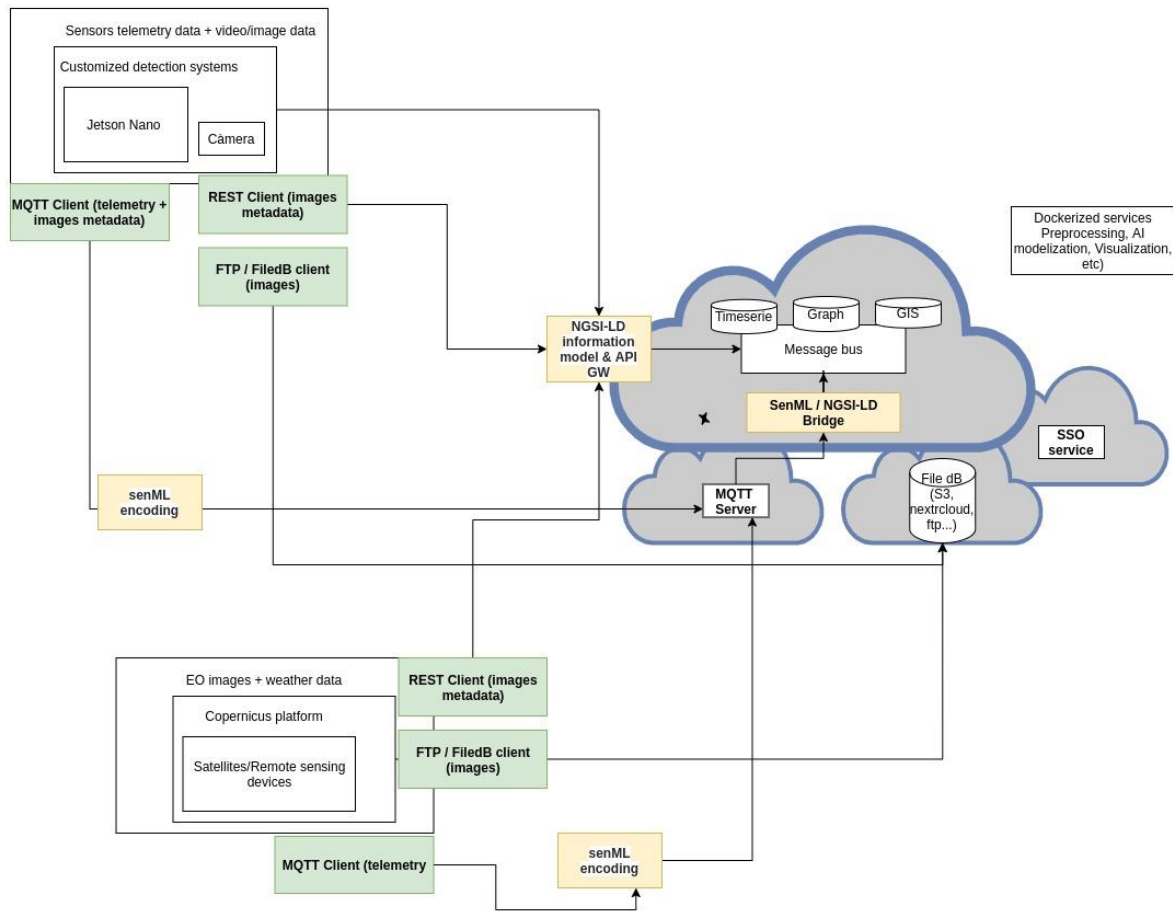 Sensors telemetry data + video/image data
Customized detection systems
Jetson Nano
Càmera
MQTT Client (telemetry +
images metadata)
REST Client (images
metadata)
FTP / FiledB client
(images)
NGSI-LD
information
model & API
GW
Timeserie
Graph
GIS
Message bus
SenML / NGSI-LD
Bridge
Dockerized services
Preprocessing, AI
modelization, Visualization,
etc)
SSO
service
MQTT
Server
File dB
(S3,
nextrcloud,
ftp...)
senML
encoding
EO images + weather data
Copernicus platform
Satellites/Remote sensing
devices
REST Client (images
metadata)
FTP / FiledB client
(images)
MQTT Client (telemetry
senML
encoding